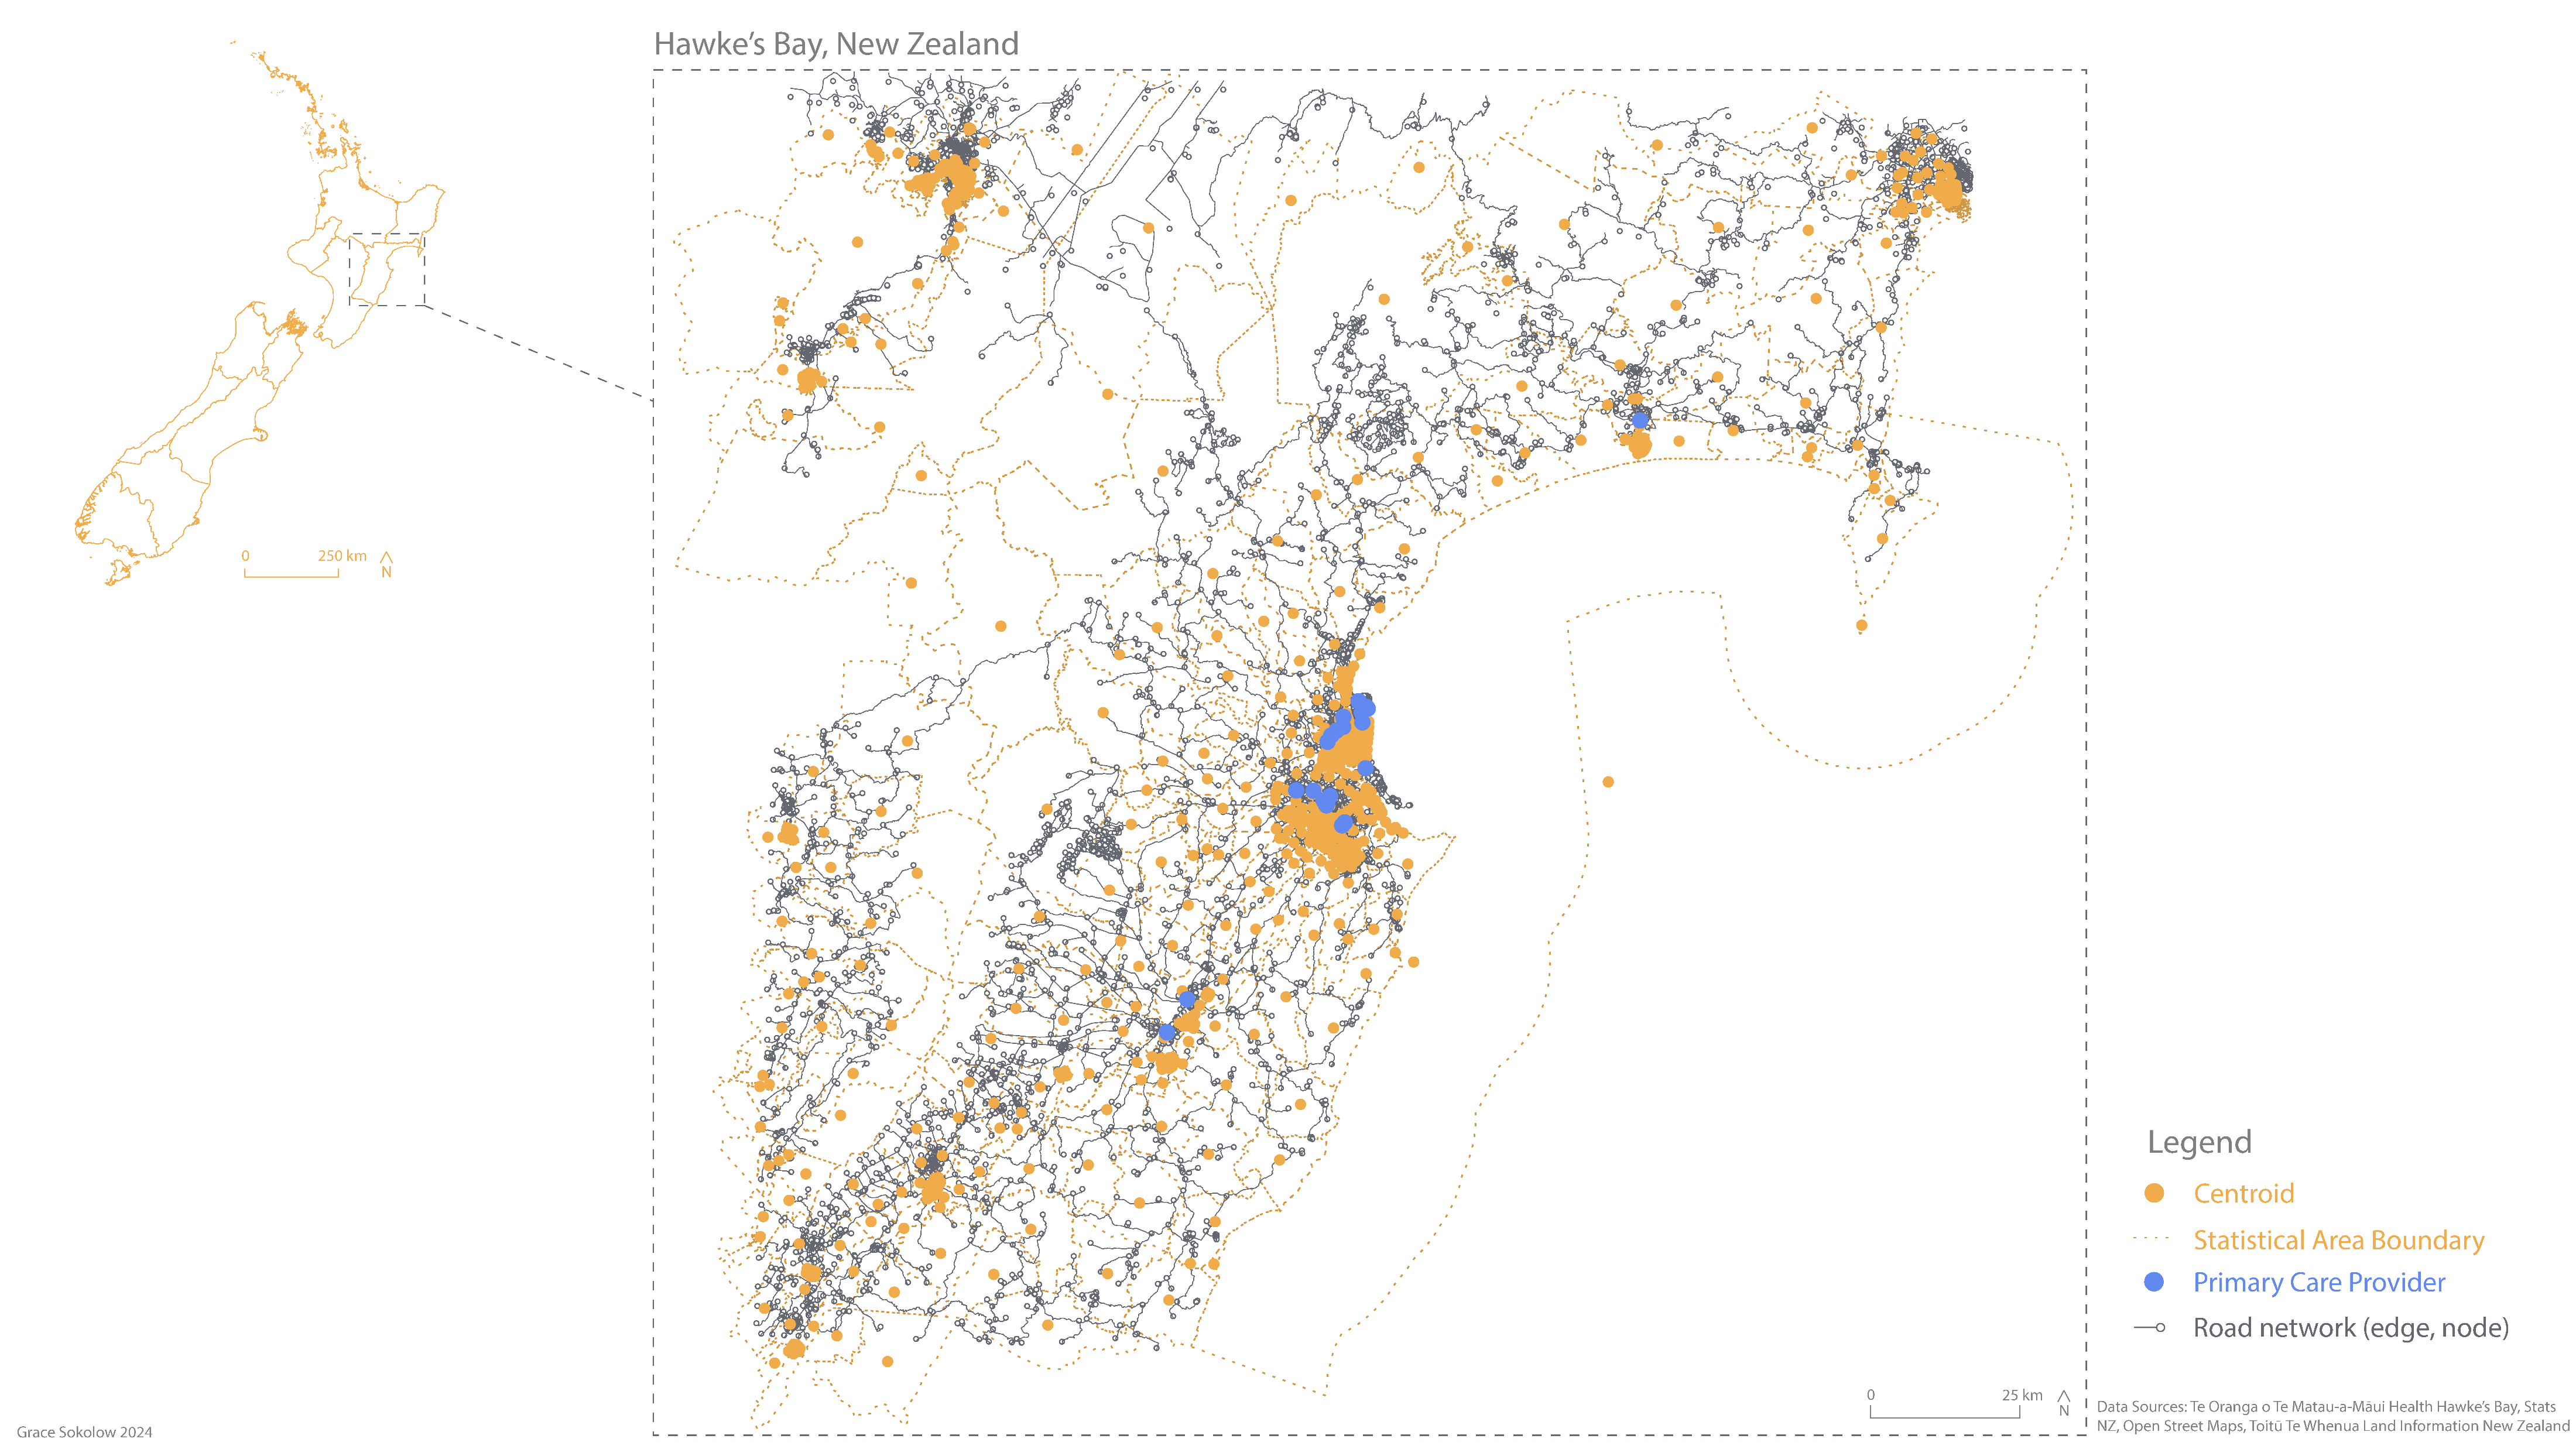 Hawke's Bay, New Zealand
0 250 km
N
Legend
Centroid
Statistical Area Boundary
Primary Care Provider
Road network (edge, node)
0 25 km
N
Data Sources: Te Oranga o Te Matau-a-Māui Health Hawke's Bay, Stats
NZ, Open Street Maps, Toitū Te Whenua Land Information New Zealand
Grace Sokolow 2024